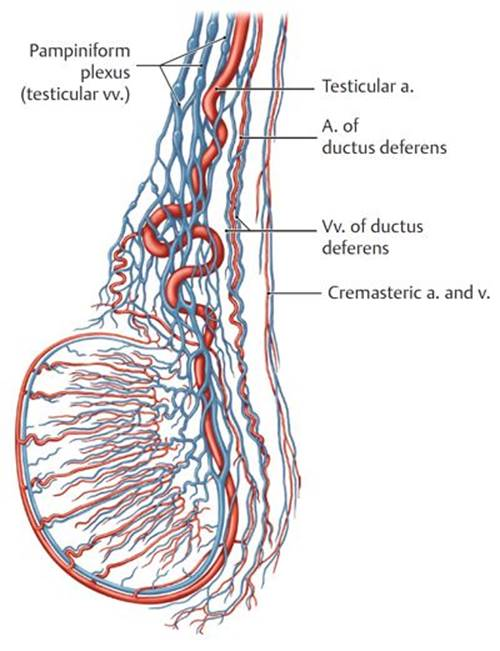 Pampiniform
plexus
(testicular vv.)
Testicular a.
A. of
ductus deferens
Vv. of ductus
deferens
Cremasteric a. and v.